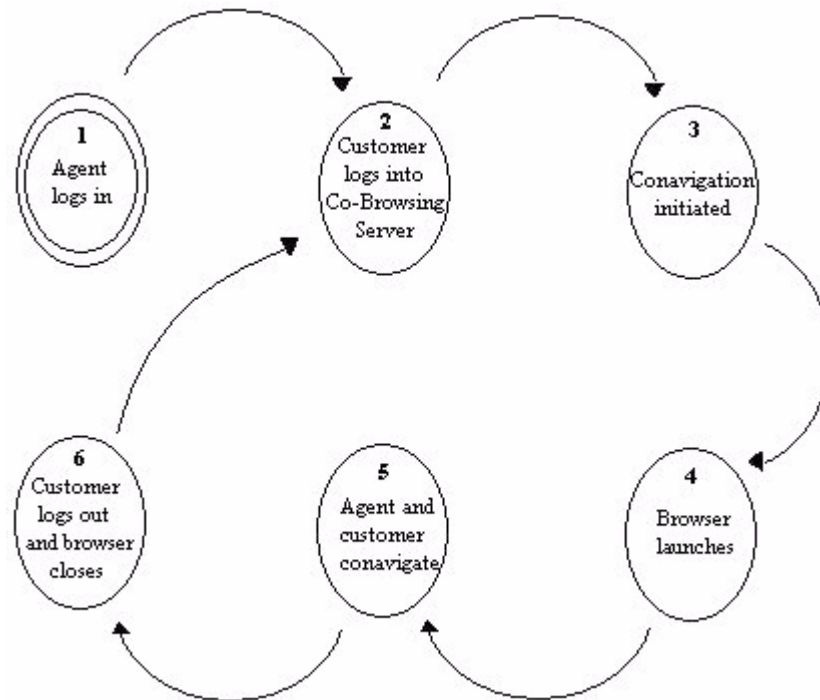 1
Agent
logs in
2
Customer
logs into
Co-Browsing
Server
3
Conavigation
initiated
4
Browser
launches
5
Agent and
customer
conavigate
6
Customer
logs out
and browser
closes